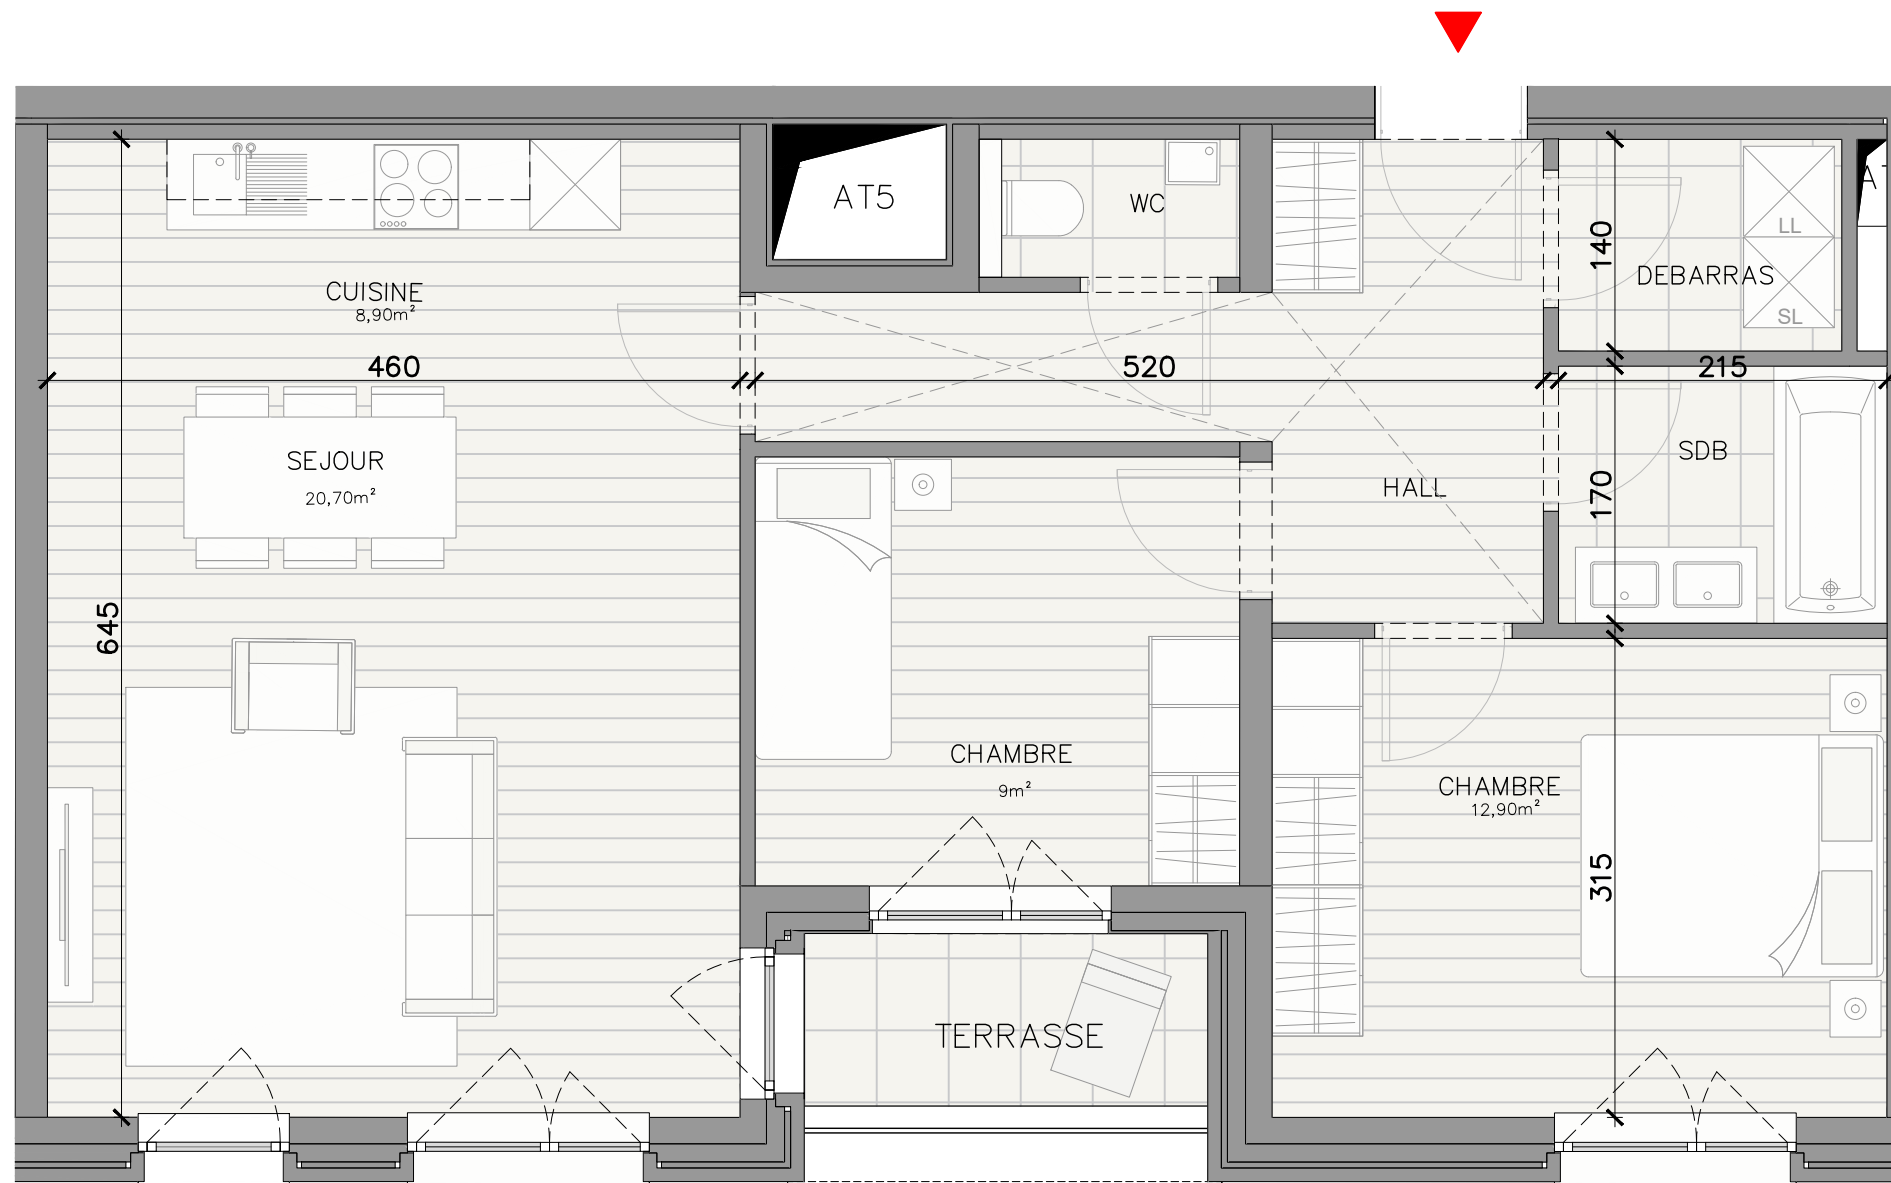 AT5
WC
A
140
LL
DEBARRAS
SL
CUISINE
8,90m²
460
520
215
SEJOUR
20,70m²
HALL
SDB
170
645
CHAMBRE
9m²
CHAMBRE
12,90m²
315
TERRASSE